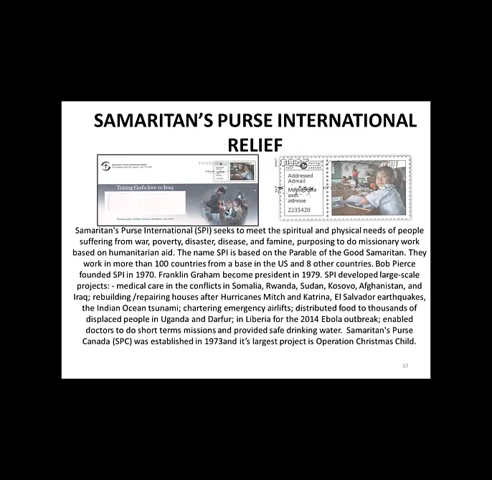 SAMARITAN'S PURSE INTERNATIONAL
RELIEF
Taking God's love to Iraq
Addressed
Admail
Médiaposte
avec
adresse
2235420
Samaritan's Purse International (SPI) seeks to meet the spiritual and physical needs of people
suffering from war, poverty, disaster, disease, and famine, purposing to do missionary work
based on humanitarian aid. The name SPI is based on the Parable of the Good Samaritan. They
work in more than 100 countries from a base in the US and 8 other countries. Bob Pierce
founded SPI in 1970. Franklin Graham become president in 1979. SPI developed large-scale
projects: - medical care in the conflicts in Somalia, Rwanda, Sudan, Kosovo, Afghanistan, and
Iraq; rebuilding /repairing houses after Hurricanes Mitch and Katrina, El Salvador earthquakes,
the Indian Ocean tsunami; chartering emergency airlifts; distributed food to thousands of
displaced people in Uganda and Darfur; in Liberia for the 2014 Ebola outbreak; enabled
doctors to do short terms missions and provided safe drinking water. Samaritan's Purse
Canada (SPC) was established in 1973and it's largest project is Operation Christmas Child.
37